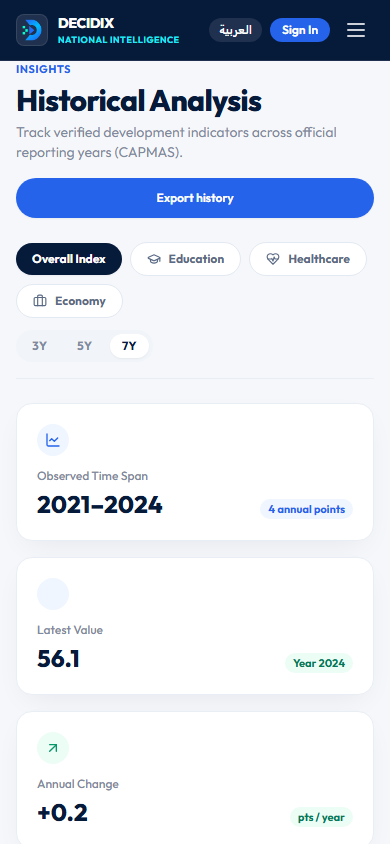 DECIDIX
NATIONAL INTELLIGENCE
العربية
Sign In
INSIGHTS
Historical Analysis
Track verified development indicators across official
reporting years (CAPMAS).
Export history
Overall Index
Education
Healthcare
Economy
3Y
5Y
7Y
Observed Time Span
2021–2024
4 annual points
Latest Value
56.1
Year 2024
Annual Change
+0.2
pts / year